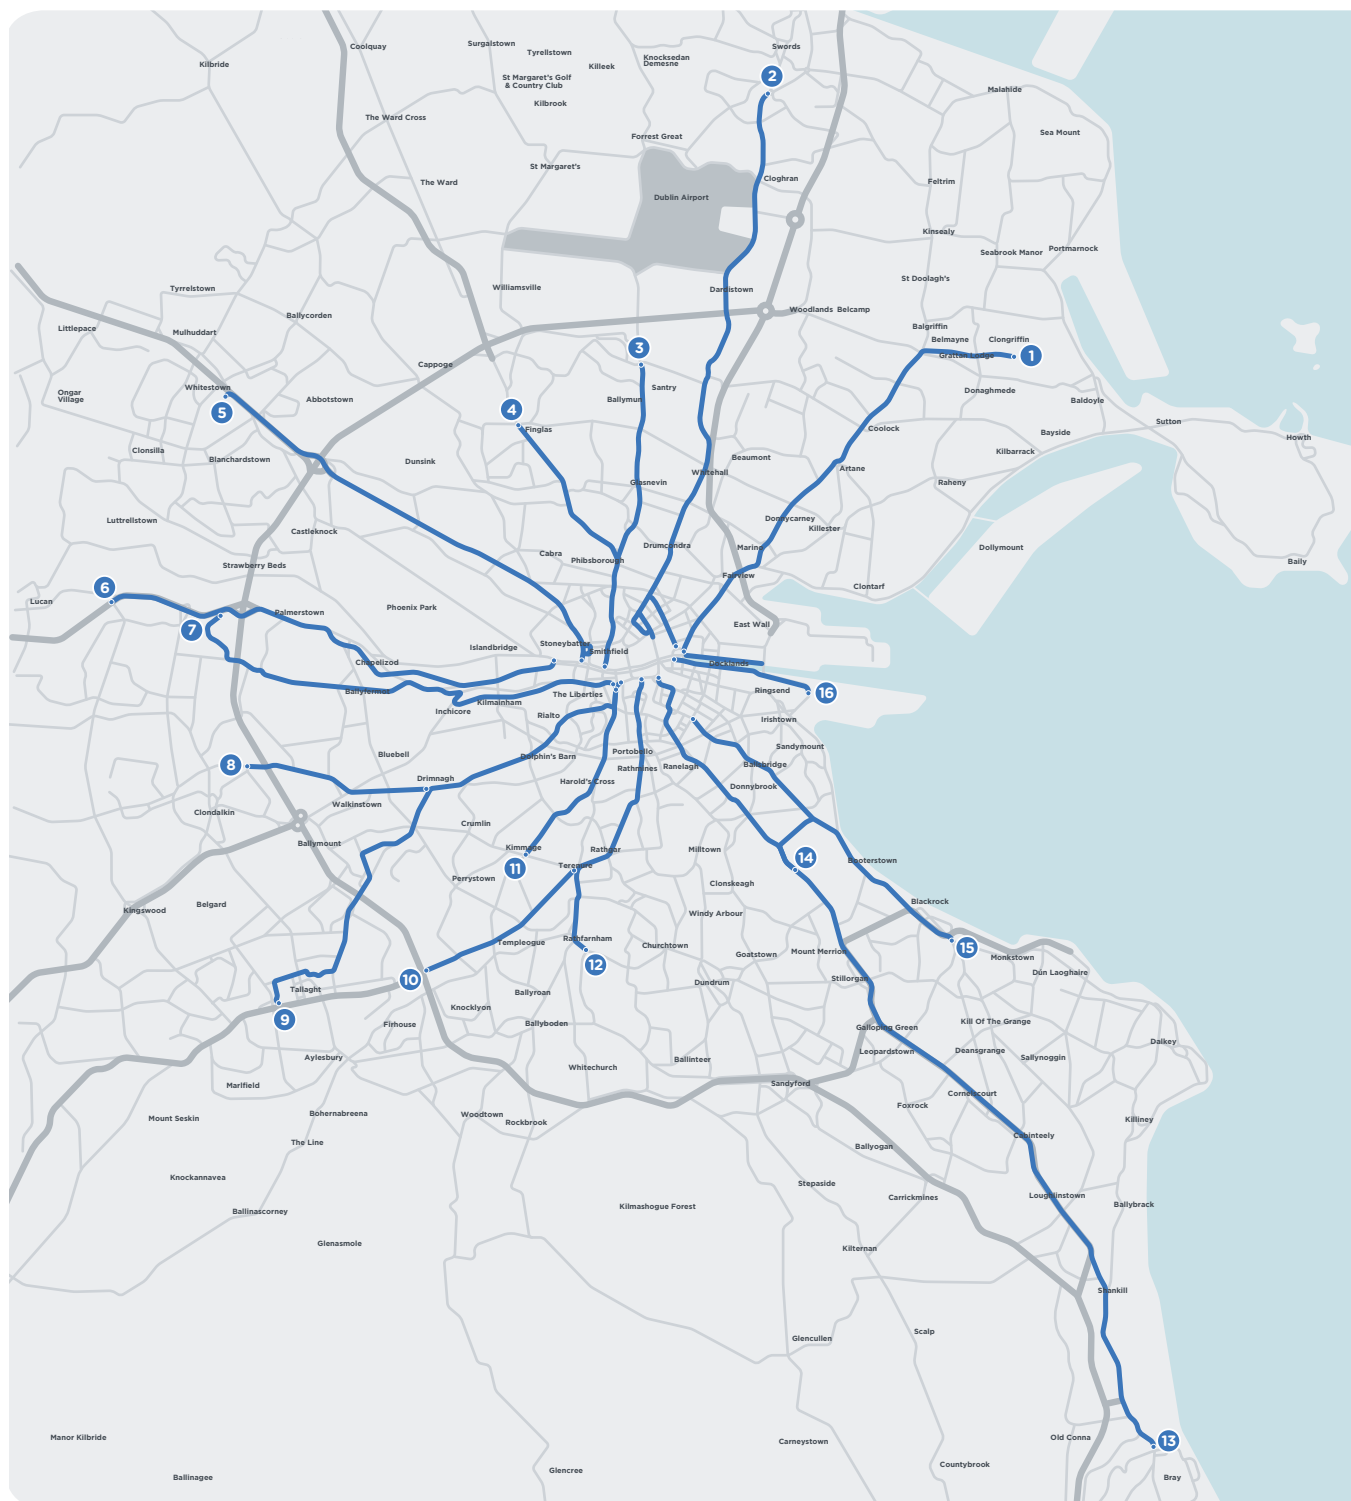 Coolquay
Surgalstown
Tyrellstown
Swords
Kilbride
Killeek
Knocksedan
Demesne
2
St Margaret's Golf
& Country Club
Malahide
Kilbrook
The Ward Cross
Forrest Great
Sea Mount
St Margaret's
Cloghran
The Ward
Feltrim
Dublin Airport
Kinsealy
Seabrook Manor
Portmarnock
St Doolagh's
Tyrrelstown
Williamsville
Dardistown
Ballycorden
Woodlands
Belcamp
Littlepace
Mulhuddart
Balgriffin
Belmayne
Clongriffin
3
Grattan Lodge
1
Cappoge
Whitestown
Santry
Donaghmede
Ongar
Village
Abbotstown
Ballymun
Baldoyle
5
4
Finglas
Coolock
Sutton
Bayside
Howth
Clonsilla
Kilbarrack
Blanchardstown
Dunsink
Beaumont
Artane
Whitehall
Glasnevin
Raheny
Luttrellstown
Donnycarney
Killester
Castleknock
Drumcondra
Marino
Dollymount
Cabra
Phibsborough
Baily
Strawberry Beds
Fairview
6
Clontarf
Lucan
Phoenix Park
Palmerstown
7
East Wall
Stoneybatter
Islandbridge
Smithfield
Chapelizod
Docklands
Ballyfermot
The Liberties
Ringsend
16
Kilmainham
Inchicore
Rialto
Irishtown
Bluebell
Dolphin's Barn
Portobello
Sandymount
8
Rathmines
Ranelagh
Ballsbridge
Drimnagh
Harold's Cross
Donnybrook
Walkinstown
Clondalkin
Crumlin
Ballymount
Kimmage
Rathgar
Milltown
14
Booterstown
11
Terenure
Perrystown
Clonskeagh
Blackrock
Kingswood
Belgard
Windy Arbour
Templeogue
Rathfarnham
Churchtown
15
Goatstown
Mount Merrion
Monkstown
12
Dún Laoghaire
10
Dundrum
Stillorgan
Tallaght
Ballyroan
Knocklyon
9
Firhouse
Ballyboden
Galloping Green
Kill Of The Grange
Dalkey
Aylesbury
Ballinteer
Leopardstown
Deansgrange
Sallynoggin
Whitechurch
Marlfield
Sandyford
Cornelscourt
Foxrock
Mount Seskin
Bohernabreena
Woodtown
Rockbrook
Killiney
The Line
Cabinteely
Ballyogan
Knockannavea
Stepaside
Carrickmines
Loughlinstown
Ballybrack
Ballinascorney
Kilmashogue Forest
Glenasmole
Kilternan
Shankill
Glencullen
Scalp
Manor Kilbride
Carneystown
Old Conna
13
Glencree
Countybrook
Ballinagee
Bray